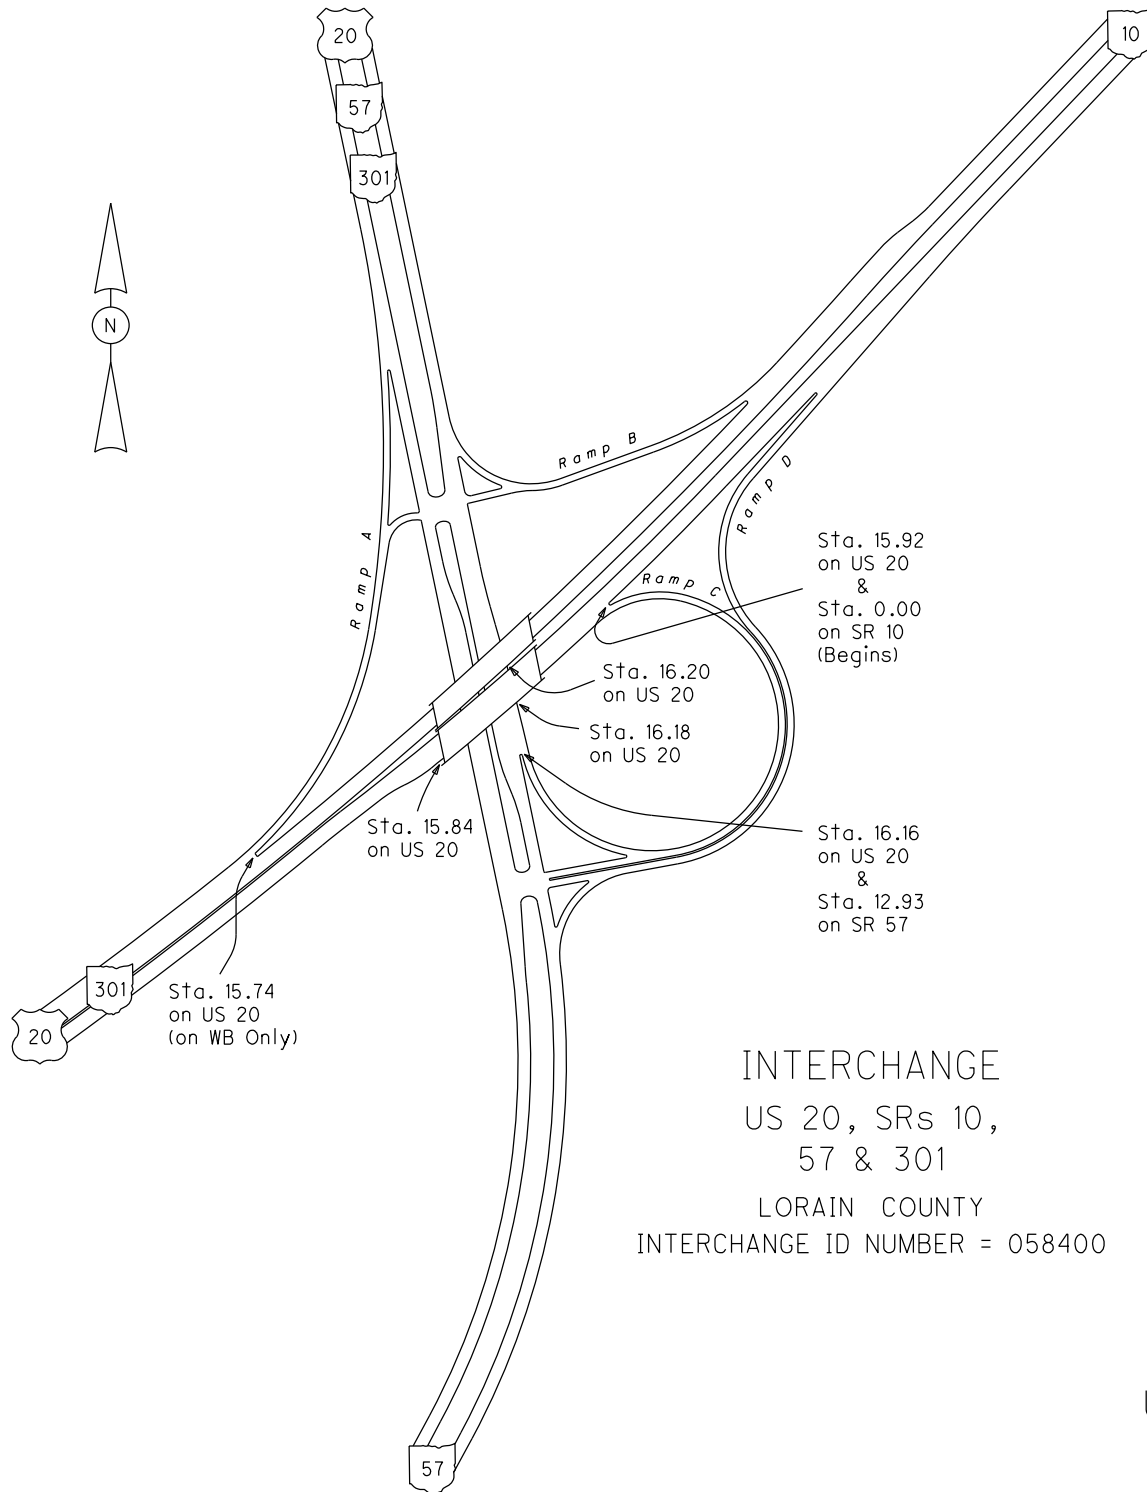 20
10
57
301
N
Ramp B
Ramp D
Ramp A
Ramp C
Sta. 15.92
on US 20
&
Sta. 0.00
on SR 10
(Begins)
Sta. 16.20
on US 20
Sta. 16.18
on US 20
Sta. 15.84
on US 20
Sta. 16.16
on US 20
&
Sta. 12.93
on SR 57
301
20
Sta. 15.74
on US 20
(on WB Only)
INTERCHANGE
US 20, SRs 10,
57 & 301
LORAIN COUNTY
INTERCHANGE ID NUMBER = 058400
57